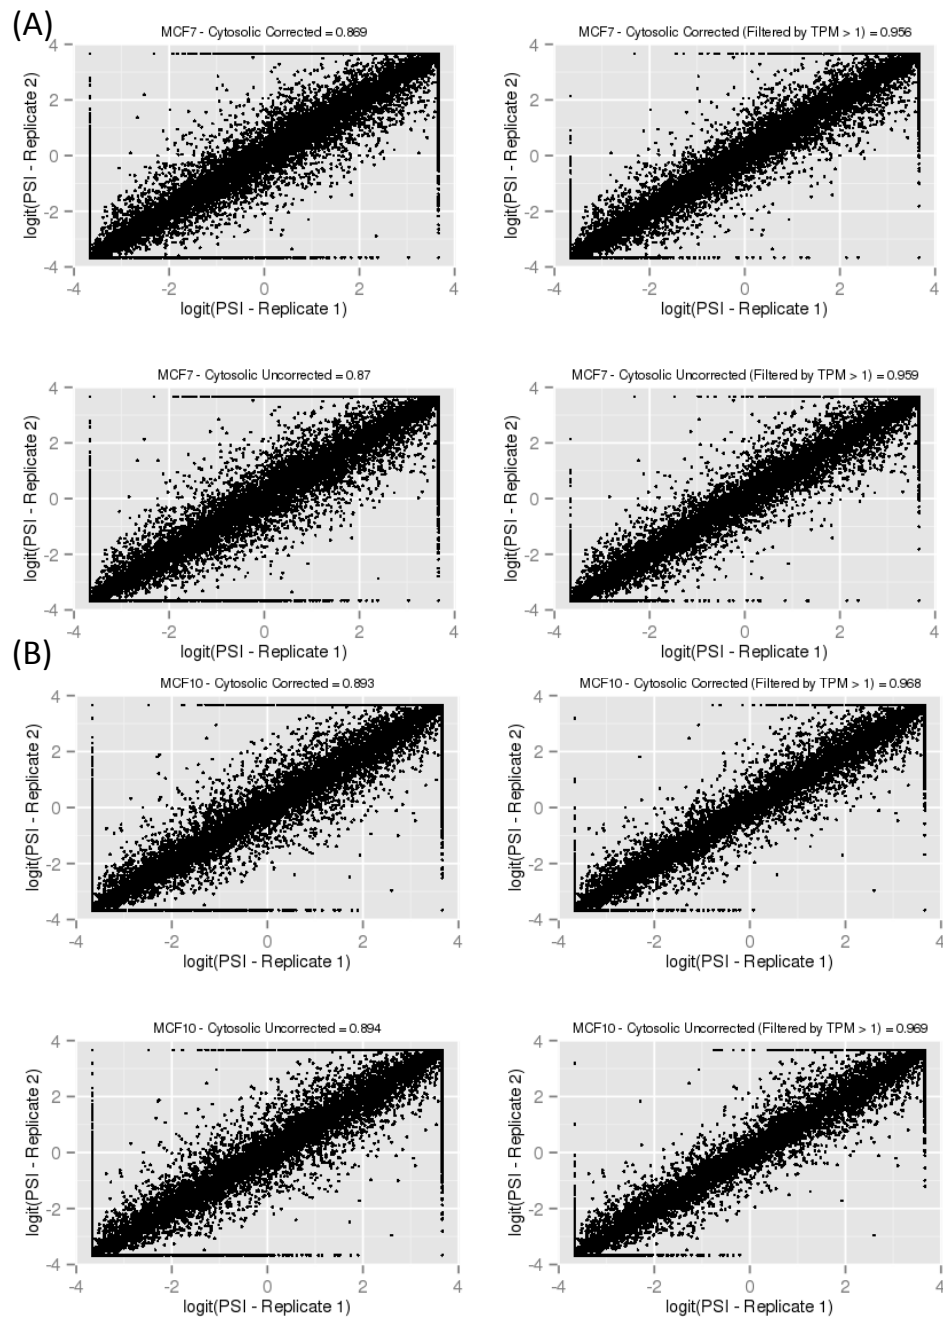 (A)
MCF7 - Cytosolic Corrected = 0.869
4
2
0
-2
-4
logit(PSI - Replicate 2)
-4 -2 0 2 4
logit(PSI - Replicate 1)
MCF7 - Cytosolic Corrected (Filtered by TPM > 1) = 0.956
4
2
0
-2
-4
logit(PSI - Replicate 2)
-4 -2 0 2 4
logit(PSI - Replicate 1)
MCF7 - Cytosolic Uncorrected = 0.87
4
2
0
-2
-4
logit(PSI - Replicate 2)
-4 -2 0 2 4
logit(PSI - Replicate 1)
MCF7 - Cytosolic Uncorrected (Filtered by TPM > 1) = 0.959
4
2
0
-2
-4
logit(PSI - Replicate 2)
-4 -2 0 2 4
logit(PSI - Replicate 1)
(B)
MCF10 - Cytosolic Corrected = 0.893
4
2
0
-2
-4
logit(PSI - Replicate 2)
-4 -2 0 2 4
logit(PSI - Replicate 1)
MCF10 - Cytosolic Corrected (Filtered by TPM > 1) = 0.968
4
2
0
-2
-4
logit(PSI - Replicate 2)
-4 -2 0 2 4
logit(PSI - Replicate 1)
MCF10 - Cytosolic Uncorrected = 0.894
4
2
0
-2
-4
logit(PSI - Replicate 2)
-4 -2 0 2 4
logit(PSI - Replicate 1)
MCF10 - Cytosolic Uncorrected (Filtered by TPM > 1) = 0.969
4
2
0
-2
-4
logit(PSI - Replicate 2)
-4 -2 0 2 4
logit(PSI - Replicate 1)